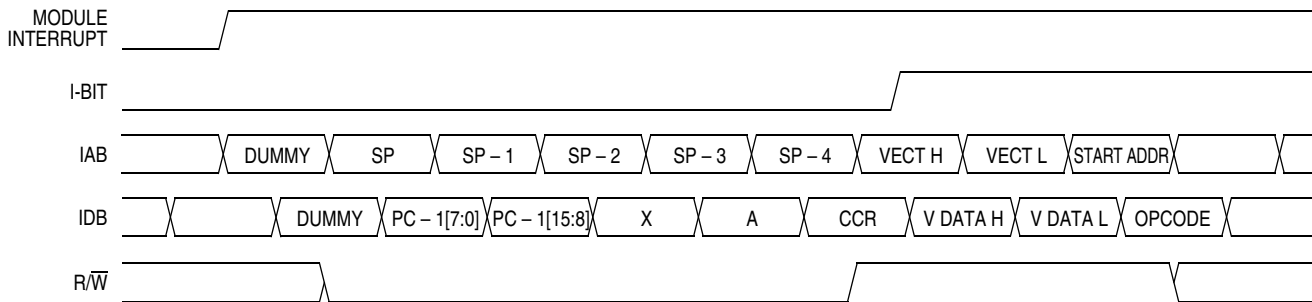 MODULE
INTERRUPT
I-BIT
IAB DUMMY SP SP – 1 SP – 2 SP – 3 SP – 4 VECT H VECT L START ADDR
IDB DUMMY PC – 1[7:0] PC – 1[15:8] X A CCR V DATA H V DATA L OPCODE
R/W̅